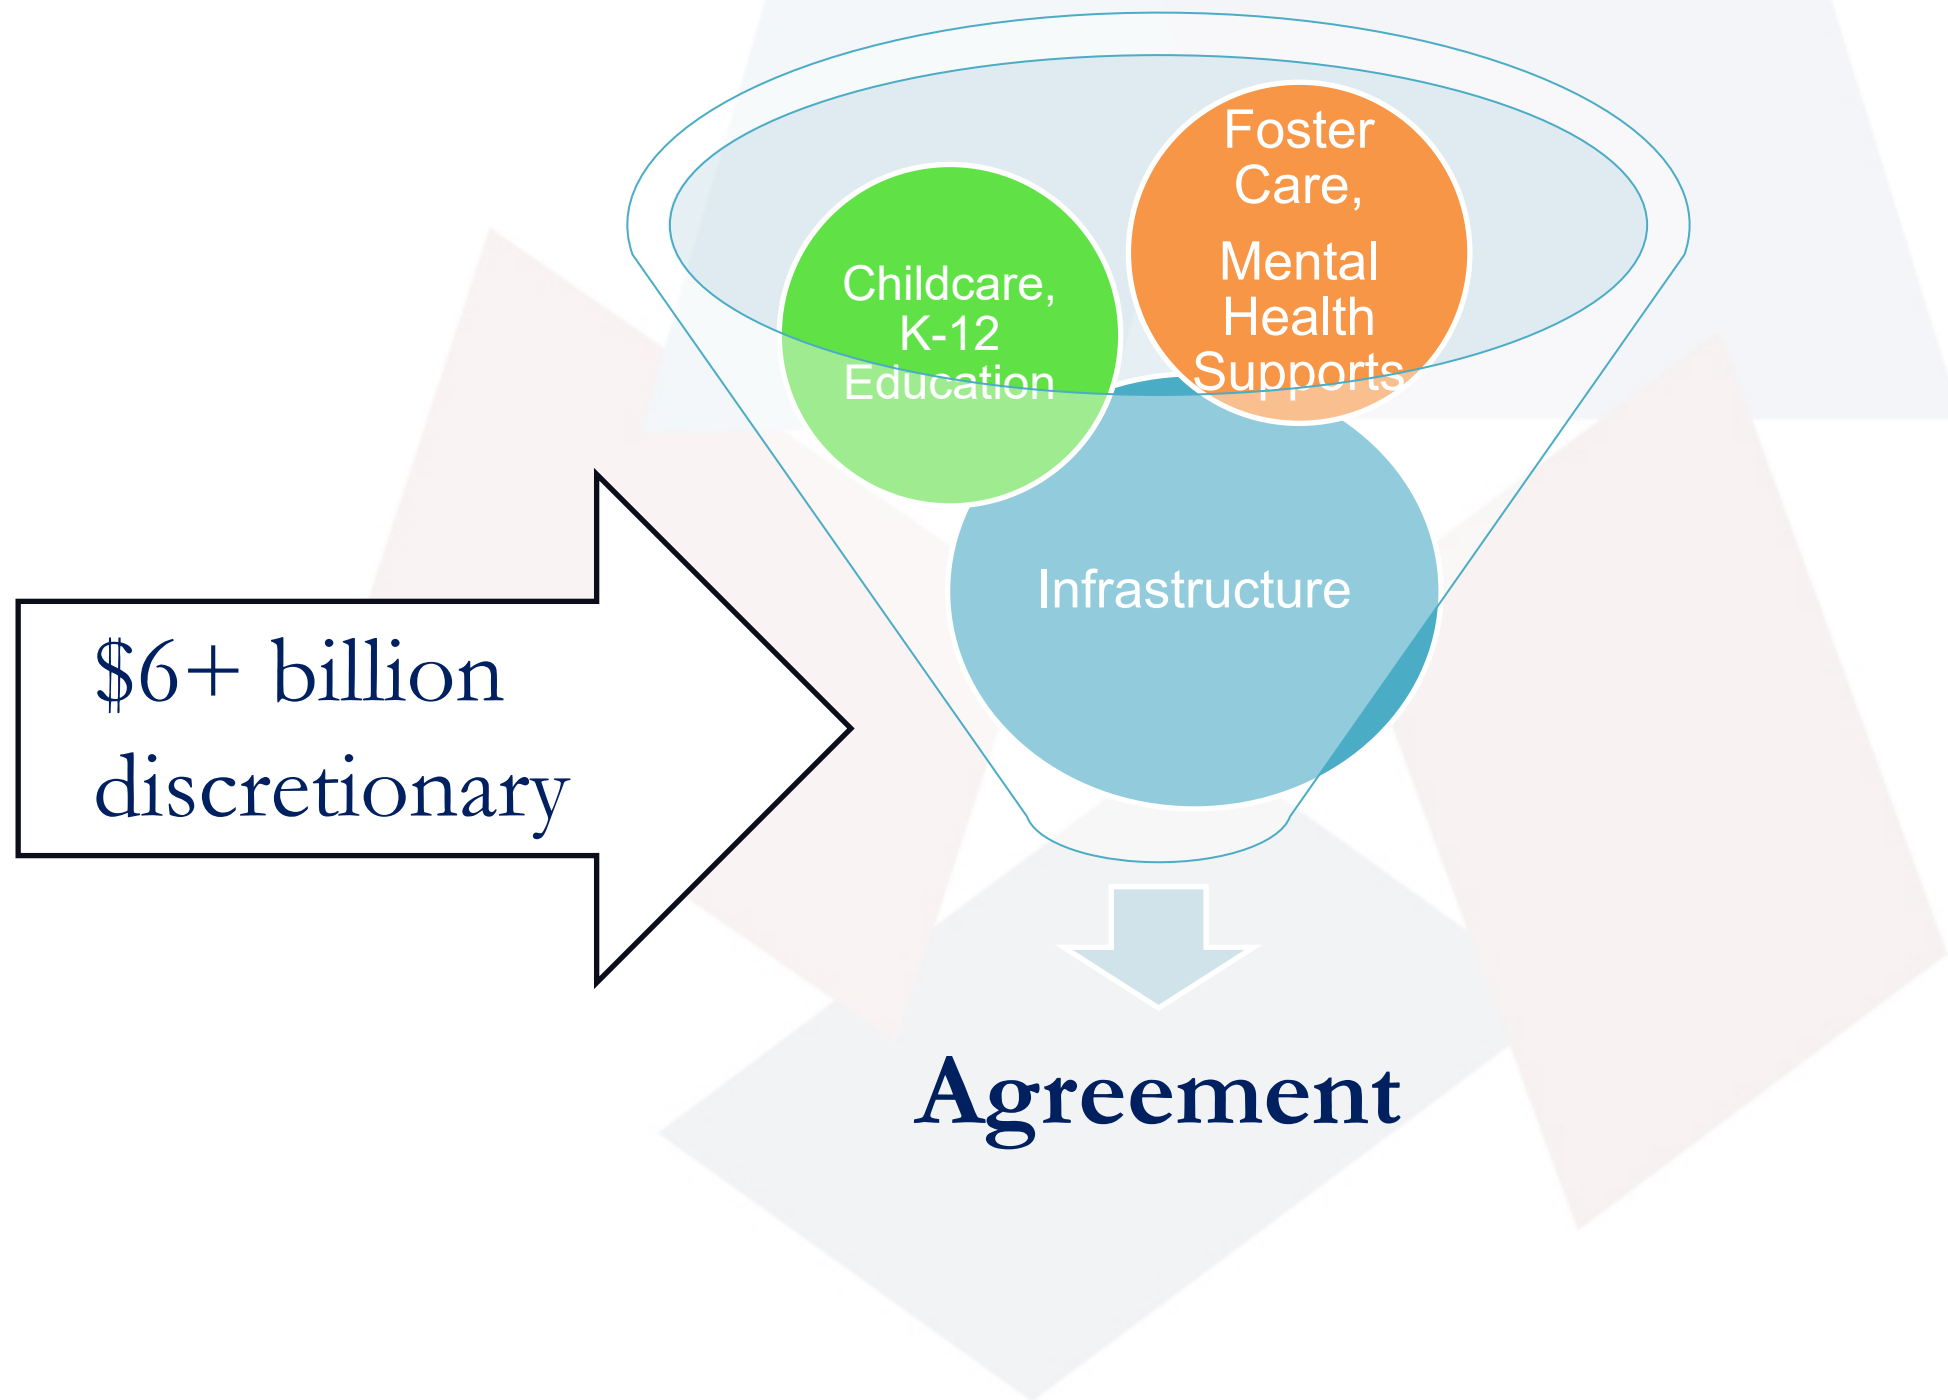 Foster
Care,
Mental
Health
Supports
Childcare,
K-12
Education
Infrastructure
$6+ billion
discretionary
Agreement